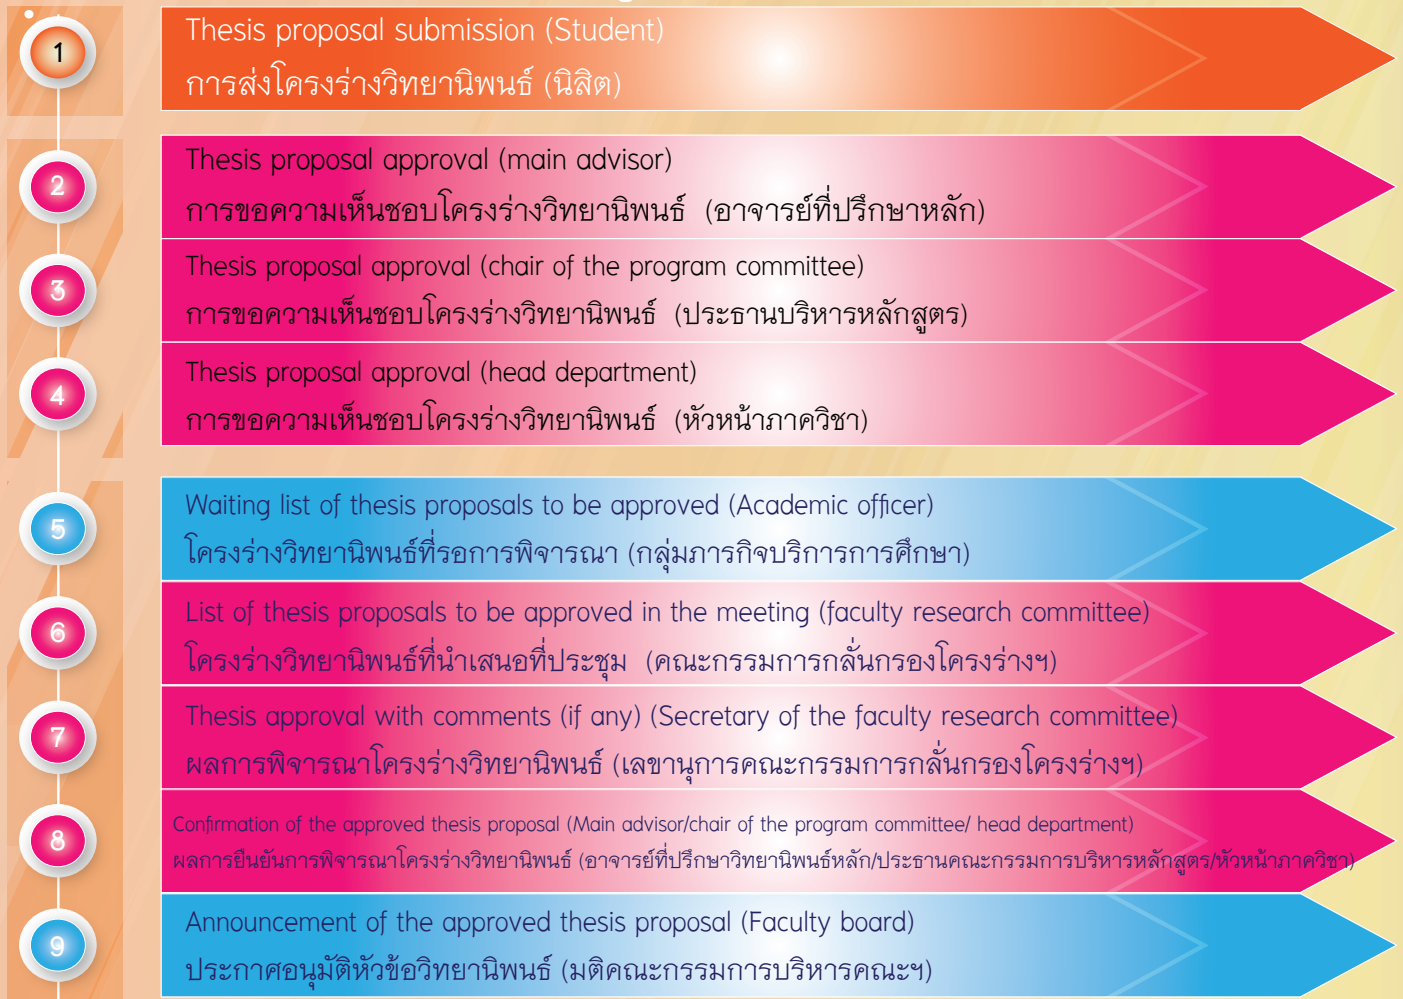 1
Thesis proposal submission (Student)
การส่งโครงร่างวิทยานิพนธ์ (นิสิต)
2
Thesis proposal approval (main advisor)
การขอความเห็นชอบโครงร่างวิทยานิพนธ์ (อาจารย์ที่ปรึกษาหลัก)
3
Thesis proposal approval (chair of the program committee)
การขอความเห็นชอบโครงร่างวิทยานิพนธ์ (ประธานบริหารหลักสูตร)
4
Thesis proposal approval (head department)
การขอความเห็นชอบโครงร่างวิทยานิพนธ์ (หัวหน้าภาควิชา)
5
Waiting list of thesis proposals to be approved (Academic officer)
โครงร่างวิทยานิพนธ์ที่รอการพิจารณา (กลุ่มภารกิจบริการการศึกษา)
6
List of thesis proposals to be approved in the meeting (faculty research committee)
โครงร่างวิทยานิพนธ์ที่นำเสนอที่ประชุม (คณะกรรมการกลั่นกรองโครงร่างฯ)
7
Thesis approval with comments (if any) (Secretary of the faculty research committee)
ผลการพิจารณาโครงร่างวิทยานิพนธ์ (เลขานุการคณะกรรมการกลั่นกรองโครงร่างฯ)
8
Confirmation of the approved thesis proposal (Main advisor/chair of the program committee/ head department)
ผลการยืนยันการพิจารณาโครงร่างวิทยานิพนธ์ (อาจารย์ที่ปรึกษาวิทยานิพนธ์หลัก/ประธานคณะกรรมการบริหารหลักสูตร/หัวหน้าภาควิชา)
9
Announcement of the approved thesis proposal (Faculty board)
ประกาศอนุมัติหัวข้อวิทยานิพนธ์ (มติคณะกรรมการบริหารคณะฯ)